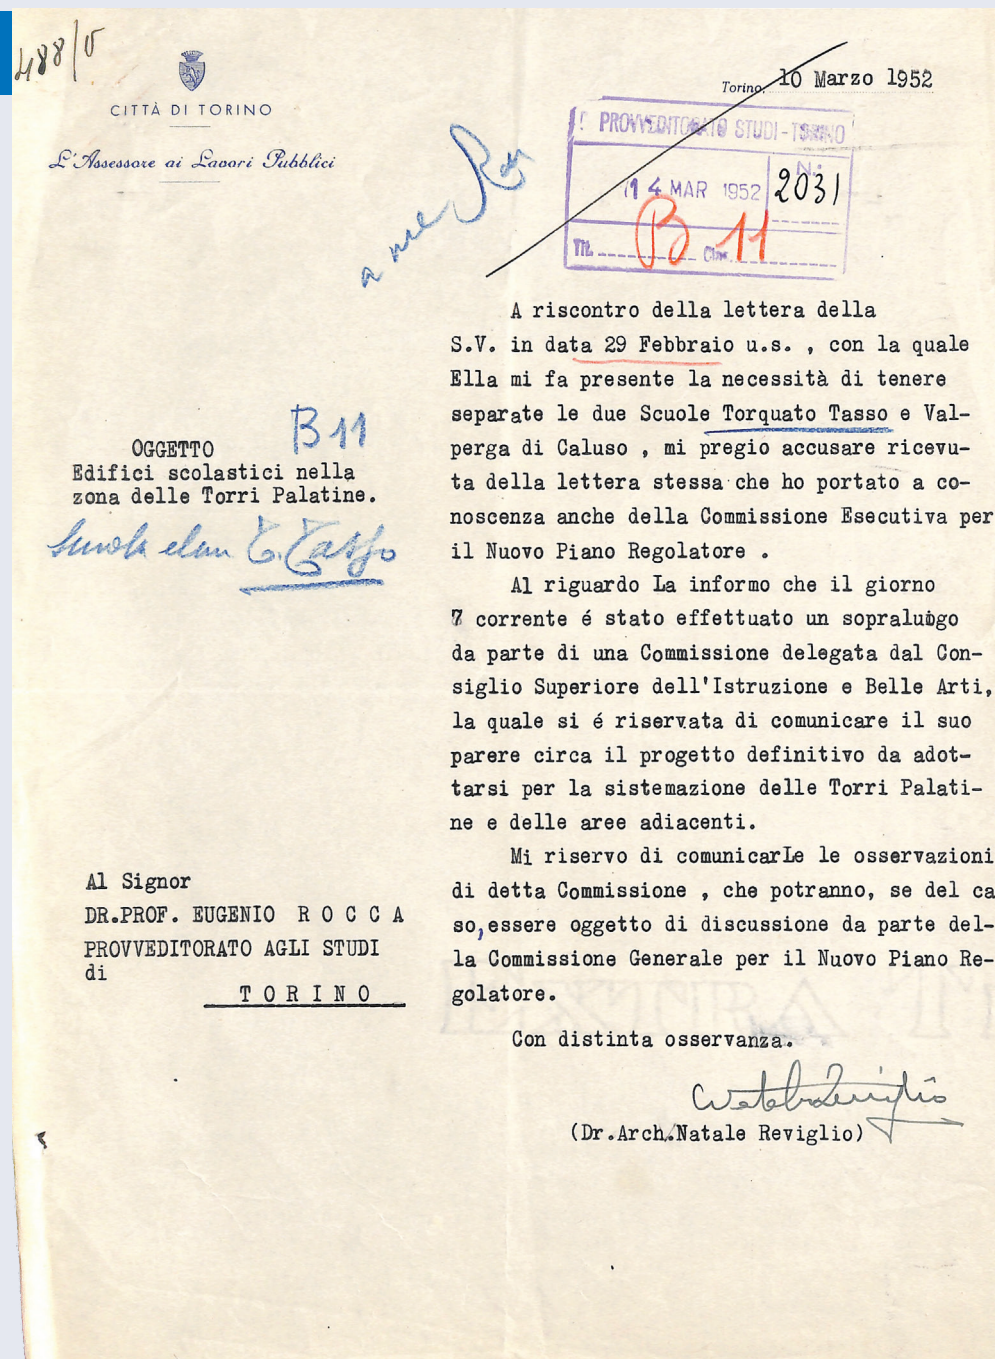 488/V
CITTÀ DI TORINO
L'Assessore ai Lavori Pubblici
Torino, 10 Marzo 1952
PROVVEDITORATO STUDI-TORINO
14 MAR 1952
N.: 2031
Tit. B Clas. 11
a me
A riscontro della lettera della
S.V. in data 29 Febbraio u.s. , con la quale
Ella mi fa presente la necessità di tenere
separate le due Scuole Torquato Tasso e Val-
perga di Caluso , mi pregio accusare ricevu-
ta della lettera stessa che ho portato a co-
noscenza anche della Commissione Esecutiva per
il Nuovo Piano Regolatore .
Al riguardo La informo che il giorno
7 corrente é stato effettuato un sopraluogo
da parte di una Commissione delegata dal Con-
siglio Superiore dell'Istruzione e Belle Arti,
la quale si é riservata di comunicare il suo
parere circa il progetto definitivo da adot-
tarsi per la sistemazione delle Torri Palati-
ne e delle aree adiacenti.
Mi riservo di comunicarLe le osservazioni
di detta Commissione , che potranno, se del ca
so, essere oggetto di discussione da parte del-
la Commissione Generale per il Nuovo Piano Re-
golatore.
Con distinta osservanza.
Natale Reviglio
(Dr.Arch.Natale Reviglio)
B 11
OGGETTO
Edifici scolastici nella
zona delle Torri Palatine.
Scuola elem T. Tasso
Al Signor
DR.PROF. EUGENIO R O C C A
PROVVEDITORATO AGLI STUDI
di
T O R I N O